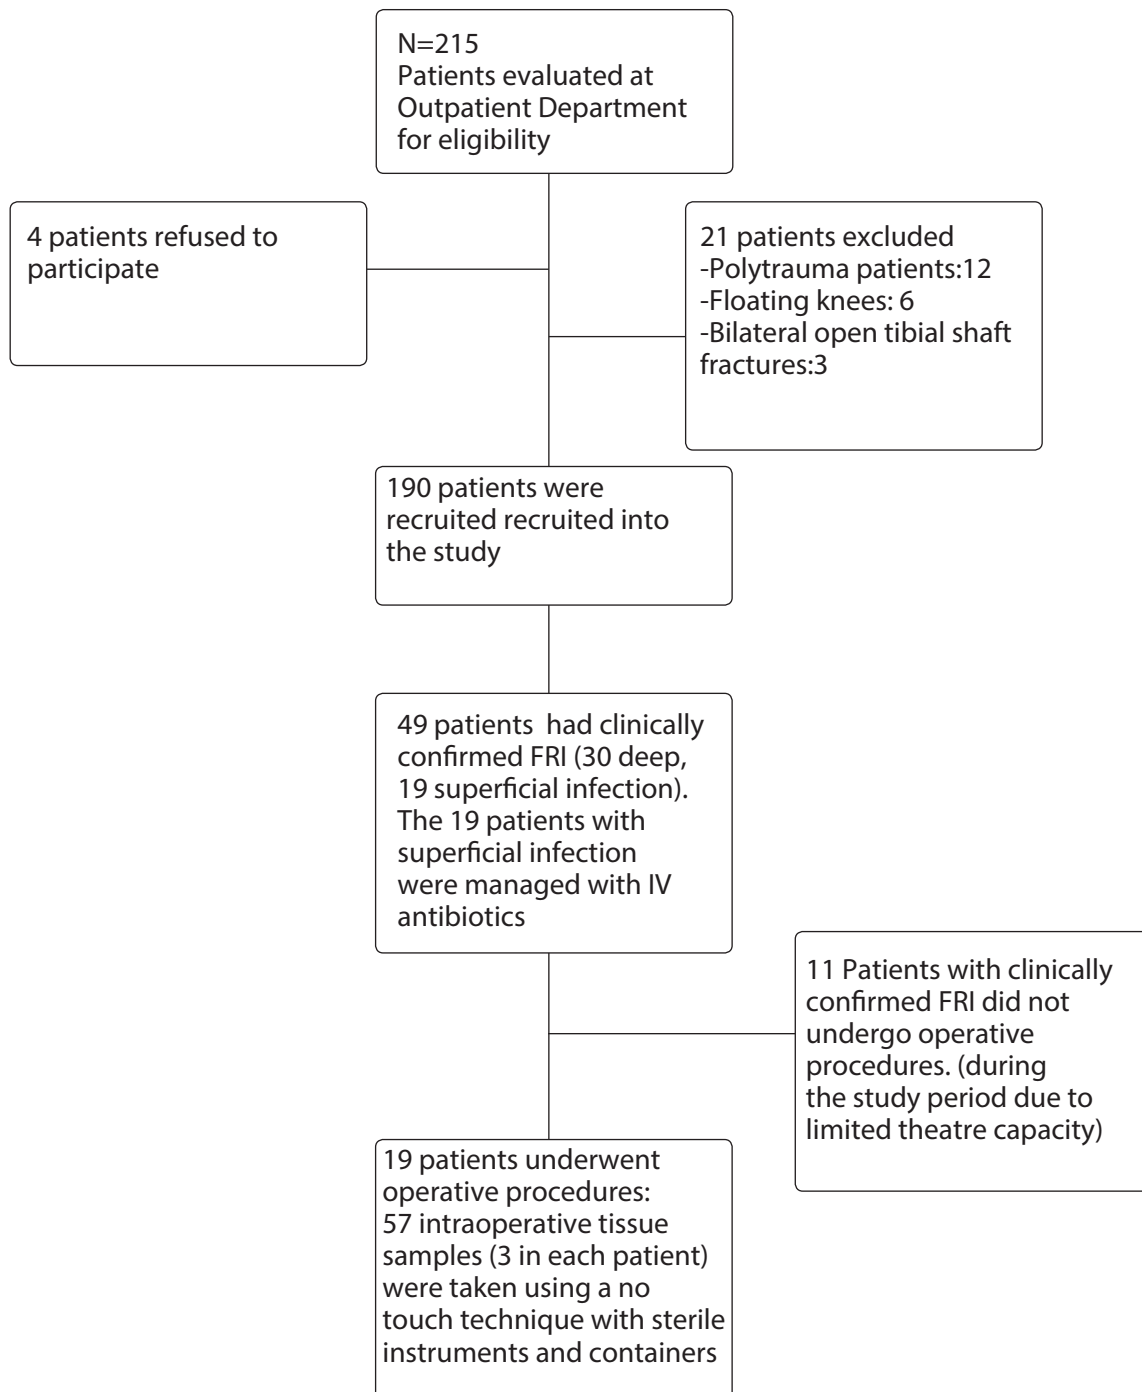 N=215
Patients evaluated at
Outpatient Department
for eligibility
4 patients refused to
participate
21 patients excluded
-Polytrauma patients:12
-Floating knees: 6
-Bilateral open tibial shaft
fractures:3
190 patients were
recruited recruited into
the study
49 patients  had clinically
confirmed FRI (30 deep,
19 superficial infection).
The 19 patients with
superficial infection
were managed with IV
antibiotics
11 Patients with clinically
confirmed FRI did not
undergo operative
procedures. (during
the study period due to
limited theatre capacity)
19 patients underwent
operative procedures:
57 intraoperative tissue
samples (3 in each patient)
were taken using a no
touch technique with sterile
instruments and containers